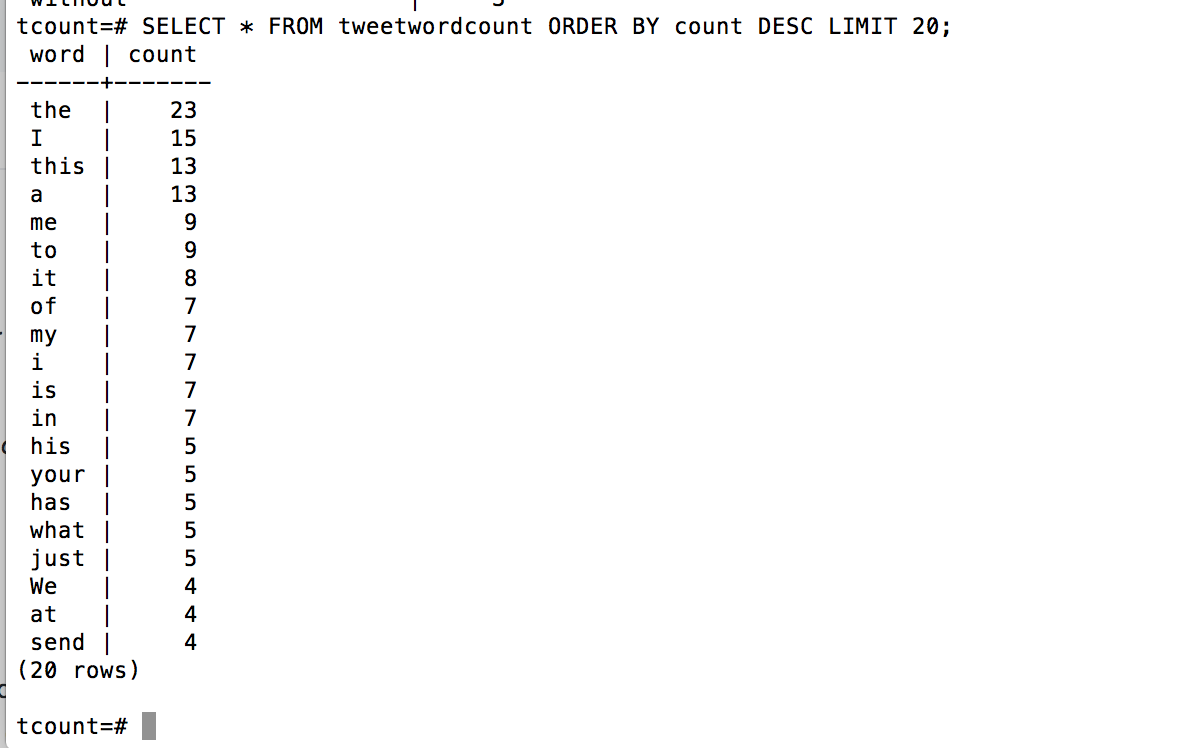 tcount=# SELECT * FROM tweetwordcount ORDER BY count DESC LIMIT 20;
 word | count
------+-------
 the  |    23
 I    |    15
 this |    13
 a    |    13
 me   |     9
 to   |     9
 it   |     8
 of   |     7
 my   |     7
 i    |     7
 is   |     7
 in   |     7
 his  |     5
 your |     5
 has  |     5
 what |     5
 just |     5
 We   |     4
 at   |     4
 send |     4
(20 rows)

tcount=#